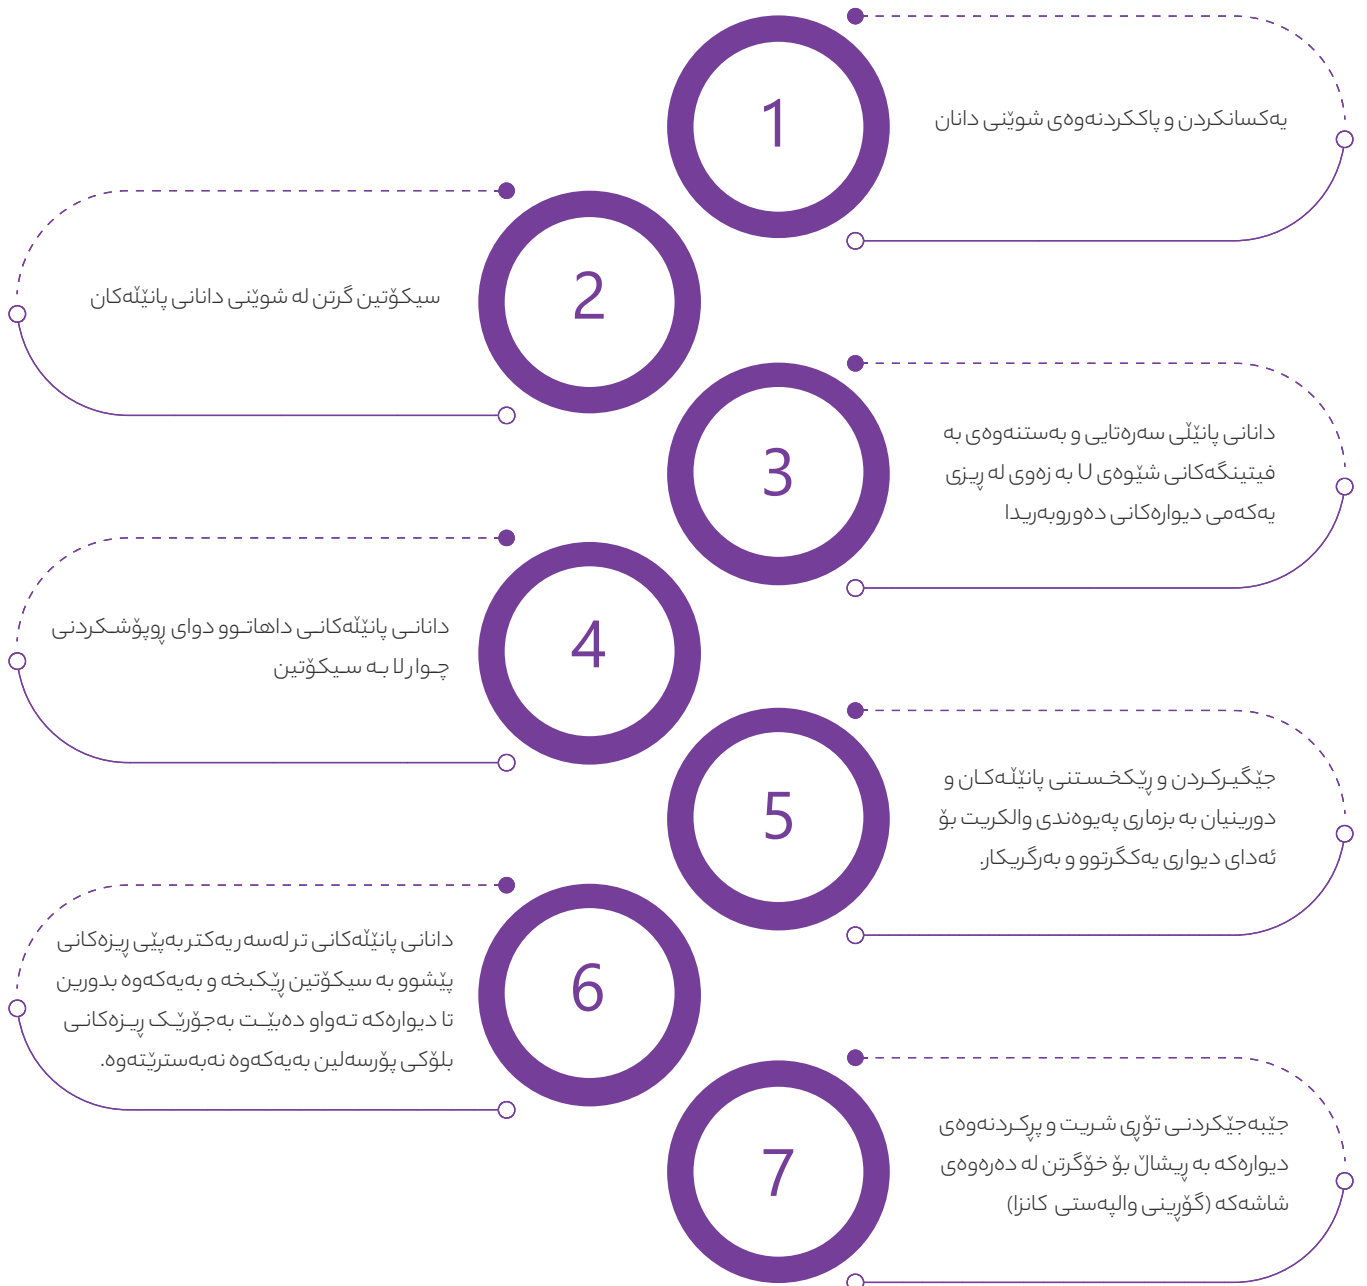 1
یەکسانکردن و پاککردنەوەی شوێنی دانان
2
سیکۆتین گرتن لە شوێنی دانانی پانێڵەکان
3
دانانی پانێڵی سەرەتایی و بەستنەوەی بە
فیتینگەکانی شێوەی U بە زەوی لە ڕیزی
یەکەمی دیوارەکانی دەوروبەریدا
4
دانانی پانێڵەکانی داهاتوو دوای ڕوپۆشکردنی
چوار لا بە سیکۆتین
5
جێگیرکردن و ڕێکخستنی پانێڵەکان و
دورینیان بە بزماری پەیوەندی والکریت بۆ
ئەدای دیواری یەکگرتوو و بەرگریکار.
6
دانانی پانێڵەکانی تر لەسەر یەکتر بەپێی ڕیزەکانی
پێشوو بە سیکۆتین ڕێکبخە و بەیەکەوە بدورین
تا دیوارەکە تەواو دەبێت بەجۆرێک ڕیزەکانی
بلۆکی پۆرسەلین بەیەکەوە نەبەسترێتەوە.
7
جێبەجێکردنی تۆڕی شریت و پڕکردنەوەی
دیوارەکە بە ڕیشاڵ بۆ خۆگرتن لە دەرەوەی
شاشەکە (گۆڕینی والپەستی کانزا)